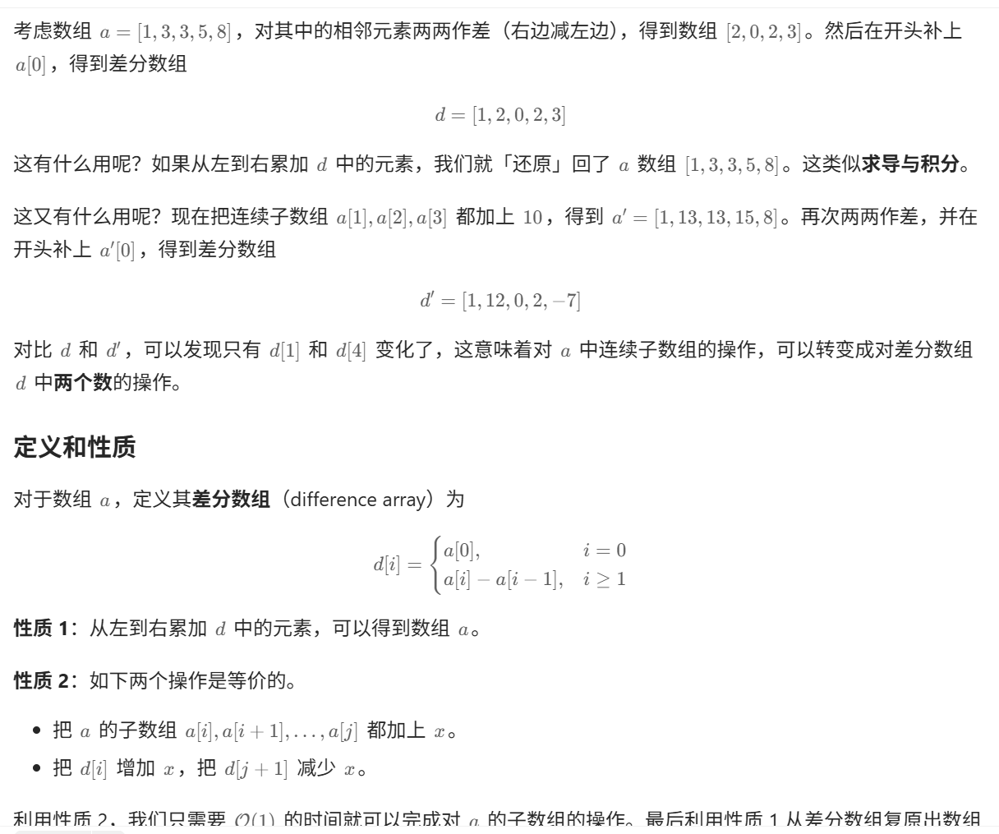 考虑数组 a = [1, 3, 3, 5, 8]，对其中的相邻元素两两作差（右边减左边），得到数组 [2, 0, 2, 3]。然后在开头补上
a[0]，得到差分数组
d = [1, 2, 0, 2, 3]
这有什么用呢？如果从左到右累加 d 中的元素，我们就「还原」回了 a 数组 [1, 3, 3, 5, 8]。这类似求导与积分。
这又有什么用呢？现在把连续子数组 a[1], a[2], a[3] 都加上 10，得到 a′ = [1, 13, 13, 15, 8]。再次两两作差，并在
开头补上 a′[0]，得到差分数组
d′ = [1, 12, 0, 2, −7]
对比 d 和 d′，可以发现只有 d[1] 和 d[4] 变化了，这意味着对 a 中连续子数组的操作，可以转变成对差分数组
d 中两个数的操作。
定义和性质
对于数组 a，定义其差分数组（difference array）为
d[i] = { a[0], i = 0
a[i] − a[i − 1], i ≥ 1
性质 1：从左到右累加 d 中的元素，可以得到数组 a。
性质 2：如下两个操作是等价的。
• 把 a 的子数组 a[i], a[i + 1], . . . , a[j] 都加上 x。
• 把 d[i] 增加 x，把 d[j + 1] 减少 x。
利用性质 2，我们只需要 𝒪(1) 的时间就可以完成对 a 的子数组的操作。最后利用性质 1 从差分数组复原出数组